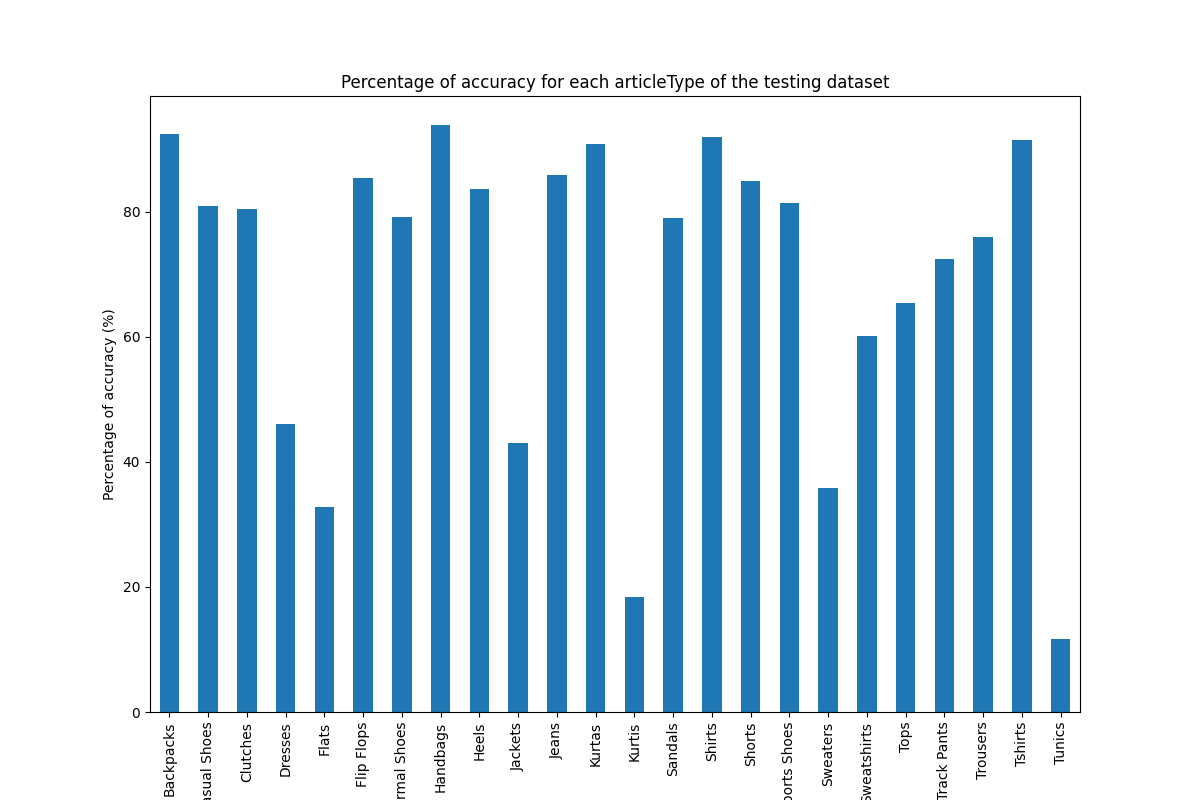 Percentage of accuracy for each articleType of the testing dataset
Percentage of accuracy (%)
80
60
40
20
0
Backpacks
asual Shoes
Clutches
Dresses
Flats
Flip Flops
rmal Shoes
Handbags
Heels
Jackets
Jeans
Kurtas
Kurtis
Sandals
Shirts
Shorts
ports Shoes
Sweaters
Sweatshirts
Tops
Track Pants
Trousers
Tshirts
Tunics